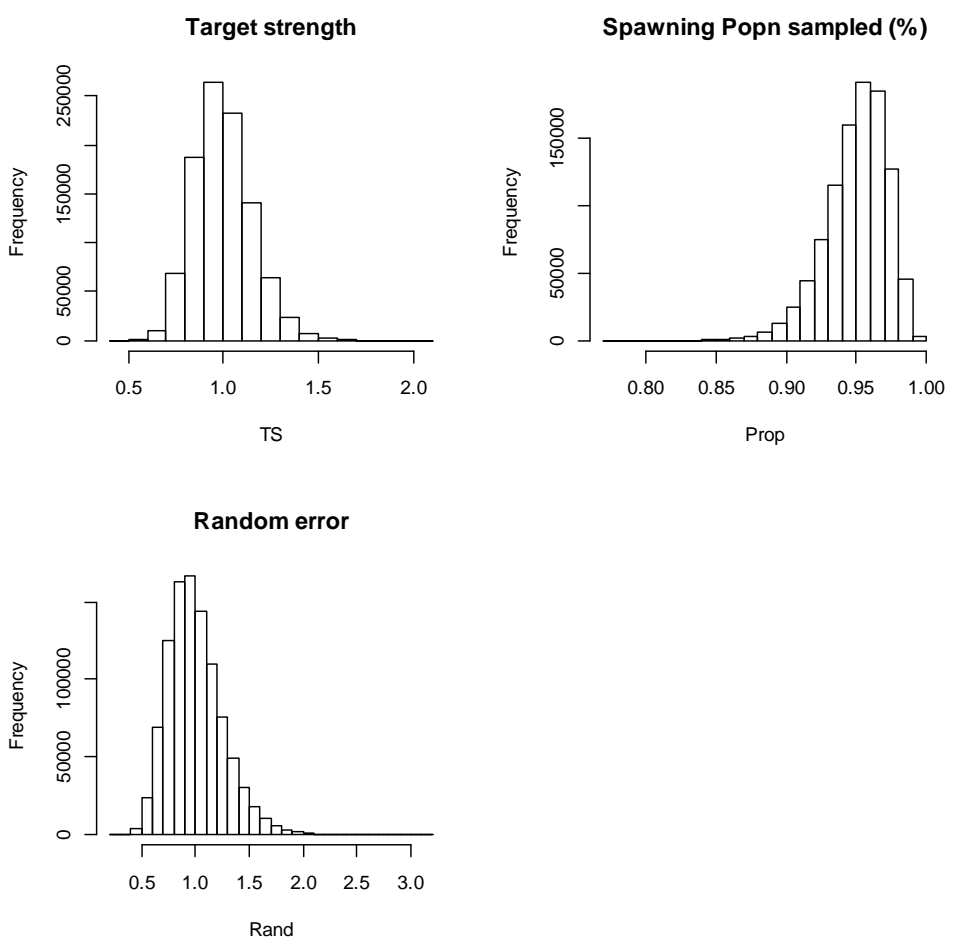 Target strength
Frequency
250000
150000
50000
0
0.5 1.0 1.5 2.0
TS
Spawning Popn sampled (%)
Frequency
150000
50000
0
0.80 0.85 0.90 0.95 1.00
Prop
Random error
Frequency
100000
50000
0
0.5 1.0 1.5 2.0 2.5 3.0
Rand